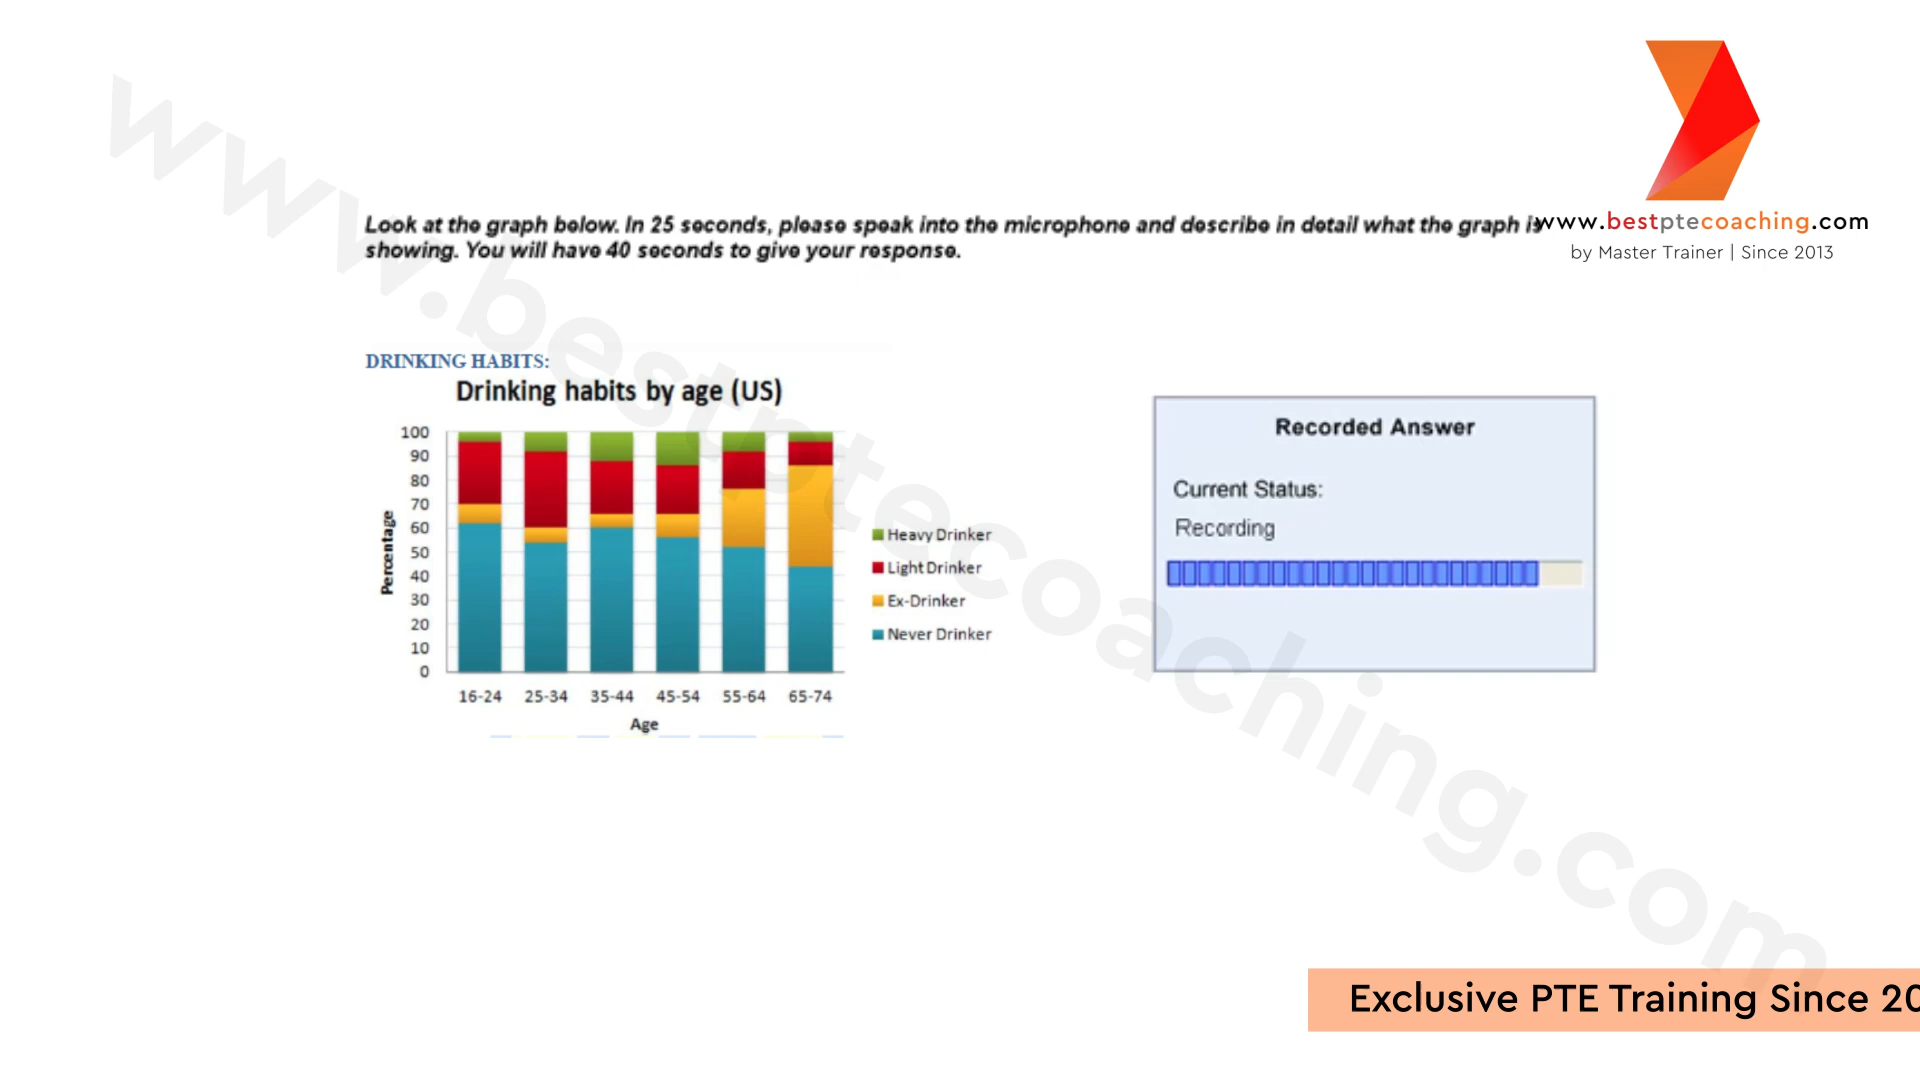 www.bestptecoaching.com
Look at the graph below. In 25 seconds, please speak into the microphone and describe in detail what the graph is
showing. You will have 40 seconds to give your response.
www.bestptecoaching.com
by Master Trainer | Since 2013
DRINKING HABITS:
Drinking habits by age (US)
100
90
80
70
60
50
40
30
20
10
0
Percentage
16-24 25-34 35-44 45-54 55-64 65-74
Age
Heavy Drinker
Light Drinker
Ex-Drinker
Never Drinker
Recorded Answer
Current Status:
Recording
Exclusive PTE Training Since 20